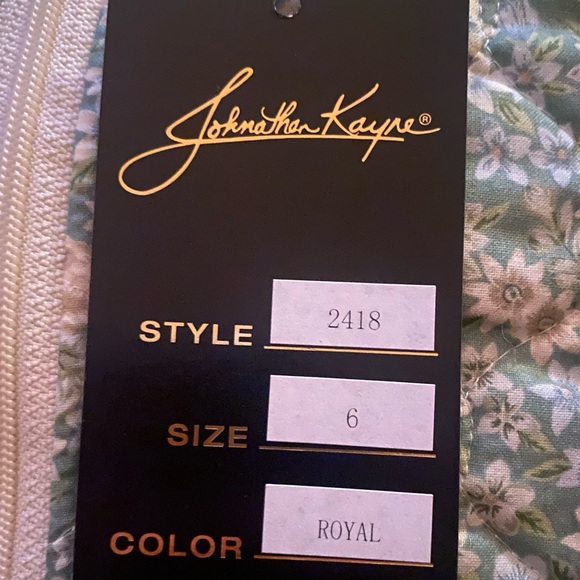 Johnathan Kayne®
STYLE 2418
SIZE 6
COLOR ROYAL